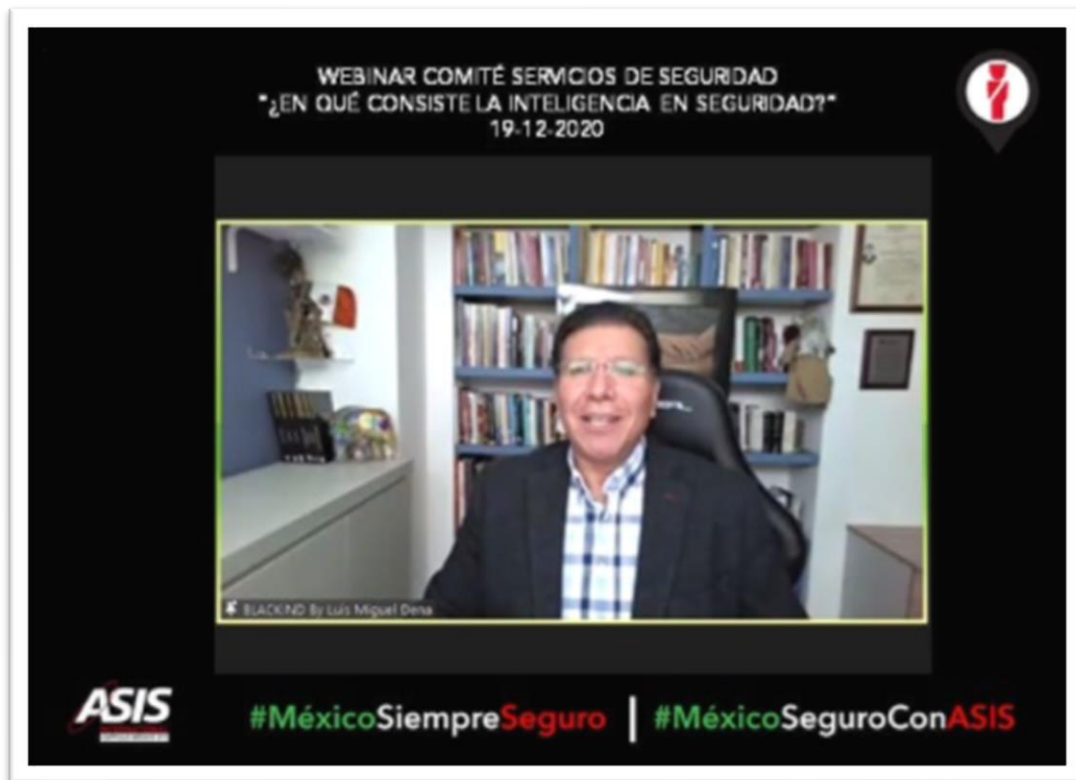 WEBINAR COMITÉ SERVICIOS DE SEGURIDAD
"¿EN QUÉ CONSISTE LA INTELIGENCIA EN SEGURIDAD?"
19-12-2020
BLACKIND By Luis Miguel Dena
ASIS
#MéxicoSiempreSeguro | #MéxicoSeguroConASIS